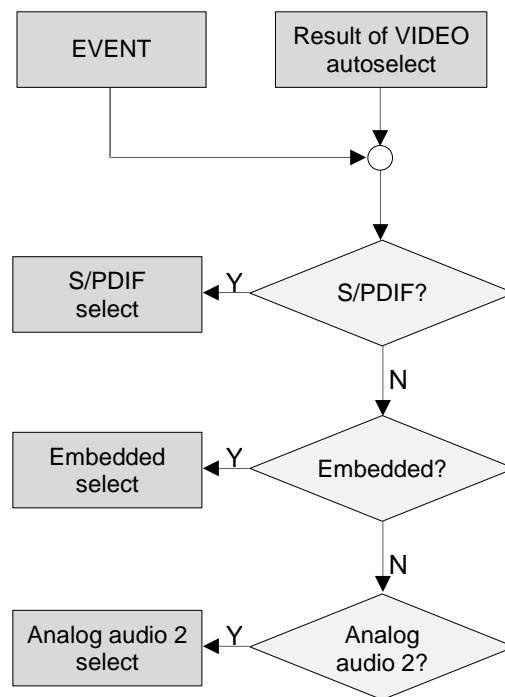 EVENT
Result of VIDEO
autoselect
S/PDIF
select
Y
S/PDIF?
N
Embedded
select
Y
Embedded?
N
Analog audio 2
select
Y
Analog
audio 2?